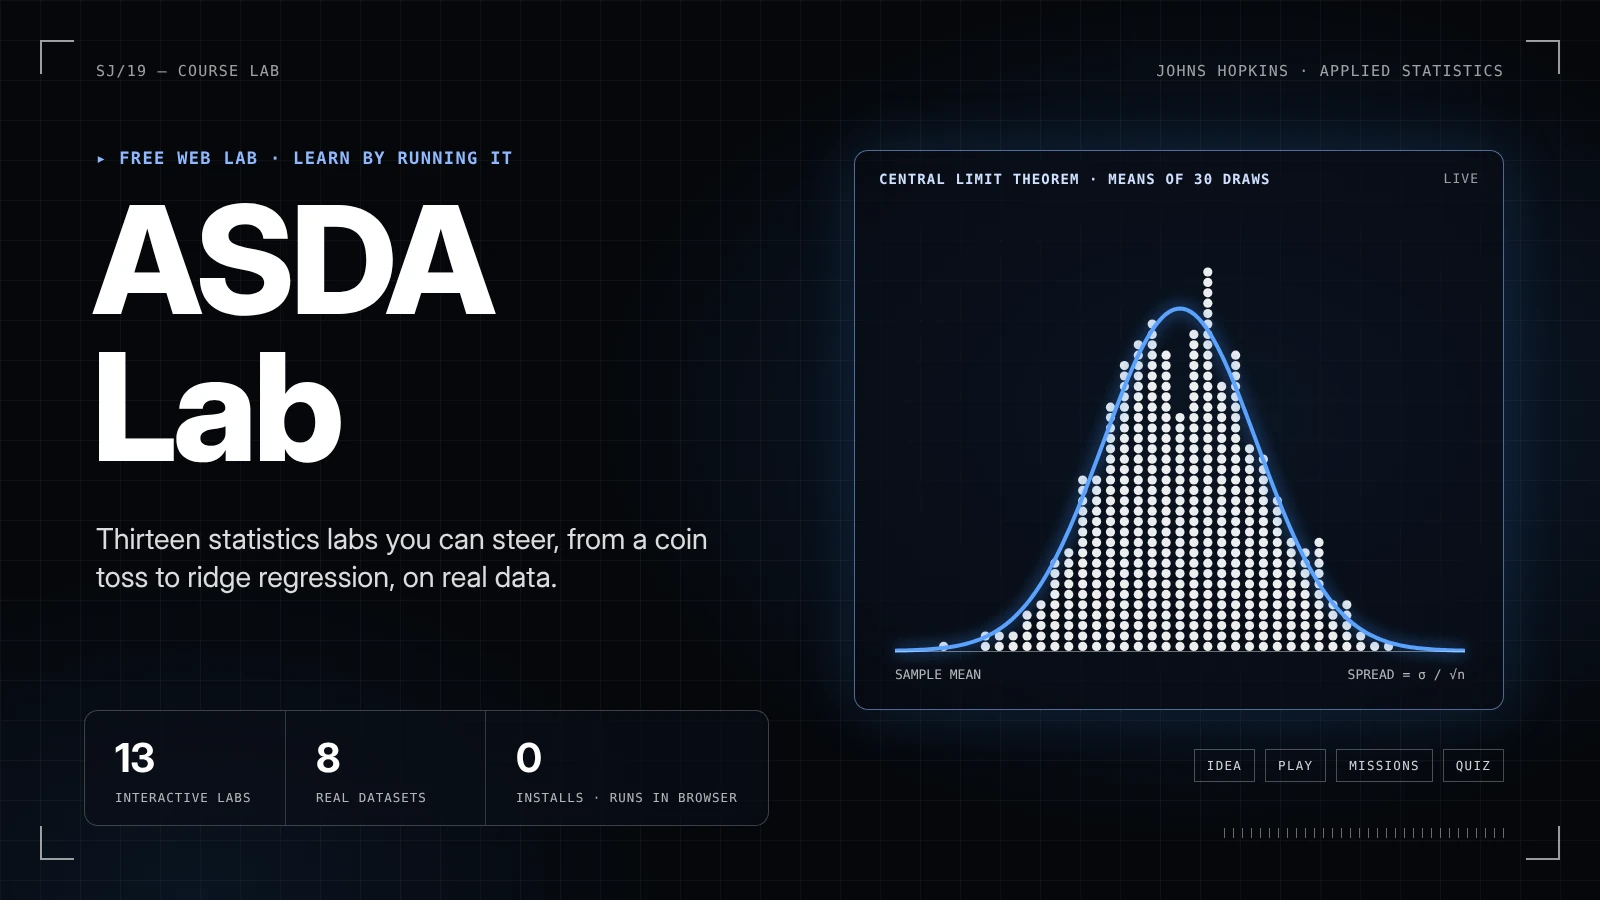 SJ/19 — COURSE LAB
JOHNS HOPKINS · APPLIED STATISTICS
▸ FREE WEB LAB · LEARN BY RUNNING IT
ASDA
Lab
Thirteen statistics labs you can steer, from a coin
toss to ridge regression, on real data.
13
INTERACTIVE LABS
8
REAL DATASETS
0
INSTALLS · RUNS IN BROWSER
CENTRAL LIMIT THEOREM · MEANS OF 30 DRAWS
LIVE
SAMPLE MEAN
SPREAD = σ / √n
IDEA
PLAY
MISSIONS
QUIZ